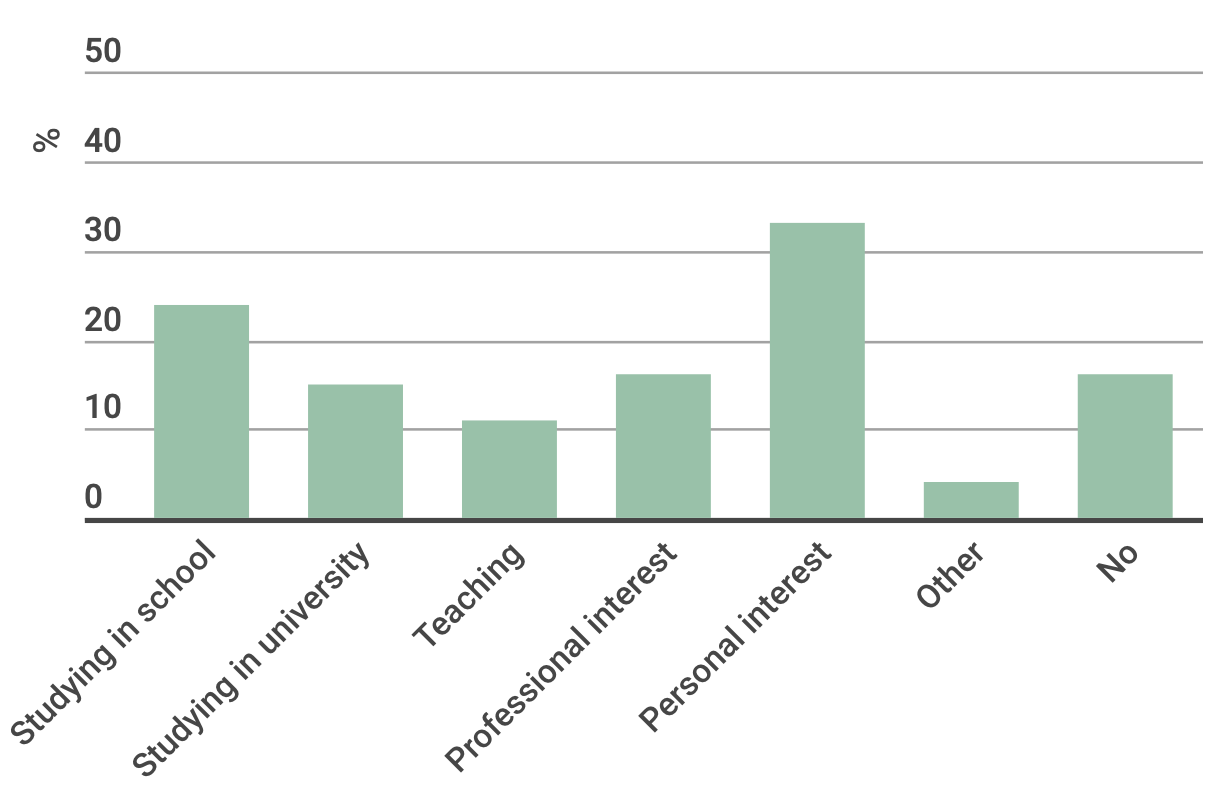 50
%
40
30
20
10
0
Studying in school
Studying in university
Teaching
Professional interest
Personal interest
Other
No